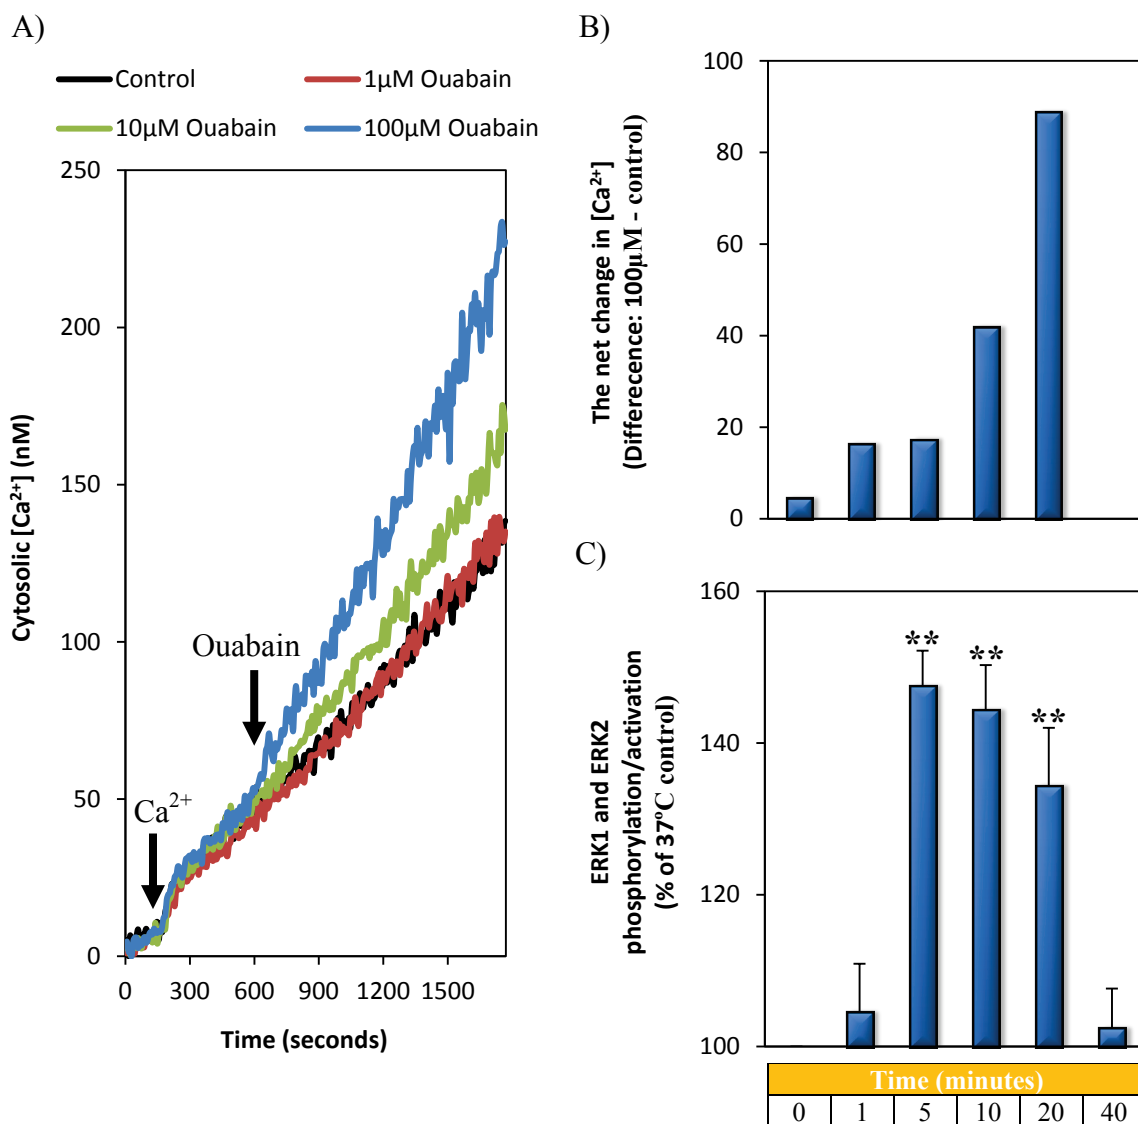 A)
Control
1µM Ouabain
10µM Ouabain
100µM Ouabain
250
200
150
100
50
0
Cytosolic [Ca²⁺] (nM)
Ca²⁺
Ouabain
0 300 600 900 1200 1500
Time (seconds)
B)
100
80
60
40
20
0
The net change in [Ca²⁺]
(Differecence: 100µM - control)
C)
160
140
120
100
ERK1 and ERK2
phosphorylation/activation
(% of 37°C control)
** ** **
Time (minutes)
0 1 5 10 20 40